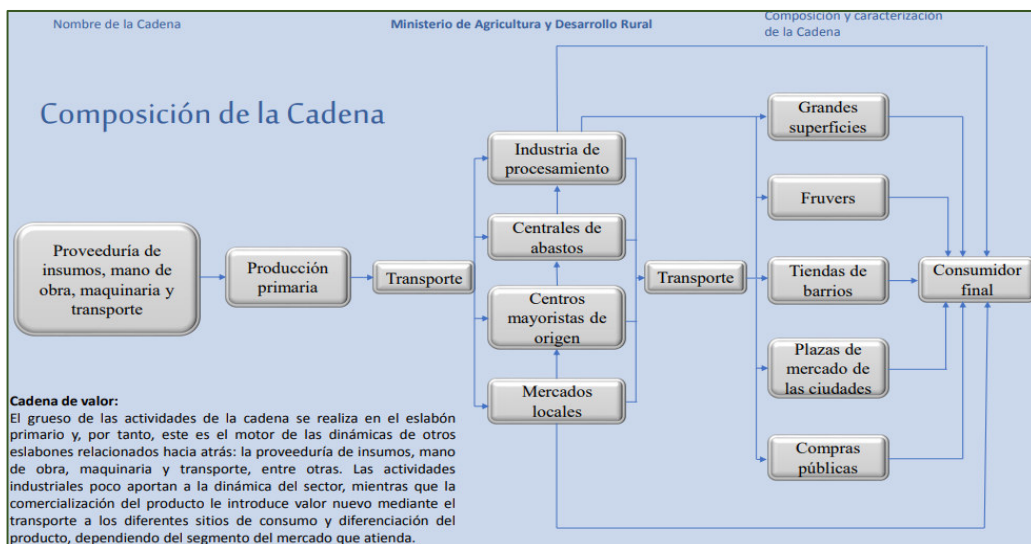 Nombre de la Cadena
Ministerio de Agricultura y Desarrollo Rural
Composición y caracterización
de la Cadena
Composición de la Cadena
Proveeduría de
insumos, mano de
obra, maquinaria y
transporte
Producción
primaria
Transporte
Industria de
procesamiento
Centrales de
abastos
Centros
mayoristas de
origen
Mercados
locales
Transporte
Grandes
superficies
Fruvers
Tiendas de
barrios
Plazas de
mercado de
las ciudades
Compras
públicas
Consumidor
final
Cadena de valor:
El grueso de las actividades de la cadena se realiza en el eslabón
primario y, por tanto, este es el motor de las dinámicas de otros
eslabones relacionados hacia atrás: la proveeduría de insumos, mano
de obra, maquinaria y transporte, entre otras. Las actividades
industriales poco aportan a la dinámica del sector, mientras que la
comercialización del producto le introduce valor nuevo mediante el
transporte a los diferentes sitios de consumo y diferenciación del
producto, dependiendo del segmento del mercado que atienda.